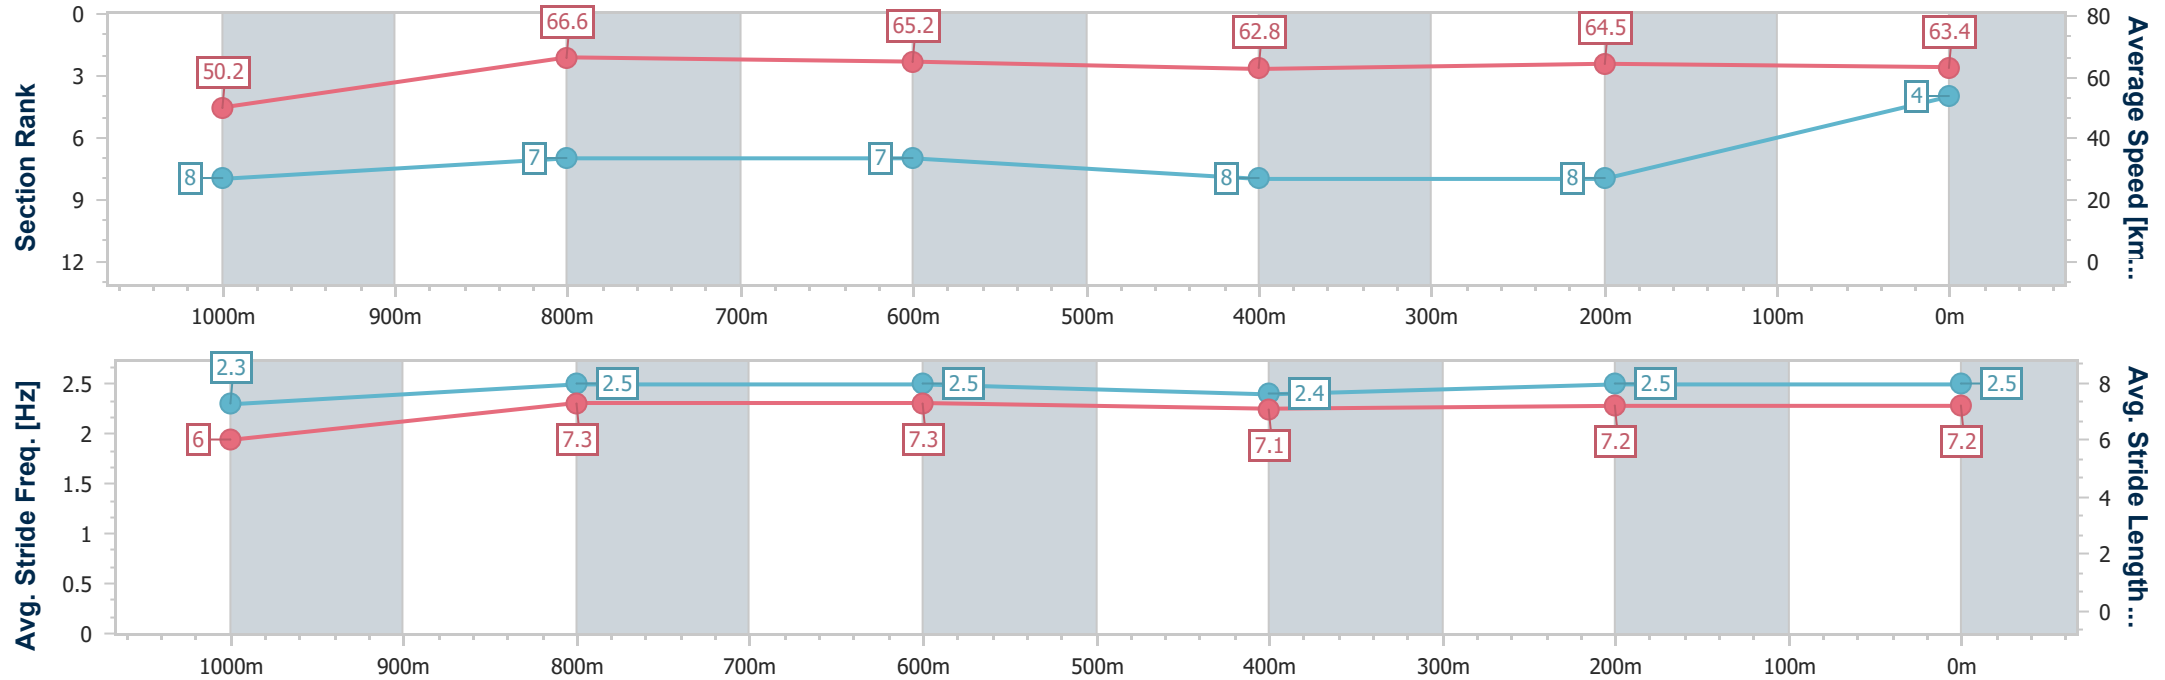 Section Rank
0
3
6
9
12
50.2
66.6
65.2
62.8
64.5
63.4
8
7
7
8
8
4
80
60
40
20
0
Average Speed [km...
1000m
900m
800m
700m
600m
500m
400m
300m
200m
100m
0m
Avg. Stride Freq. [Hz]
2.5
2
1.5
1
0.5
0
2.3
2.5
2.5
2.4
2.5
2.5
6
7.3
7.3
7.1
7.2
7.2
8
6
4
2
0
Avg. Stride Length...
1000m
900m
800m
700m
600m
500m
400m
300m
200m
100m
0m